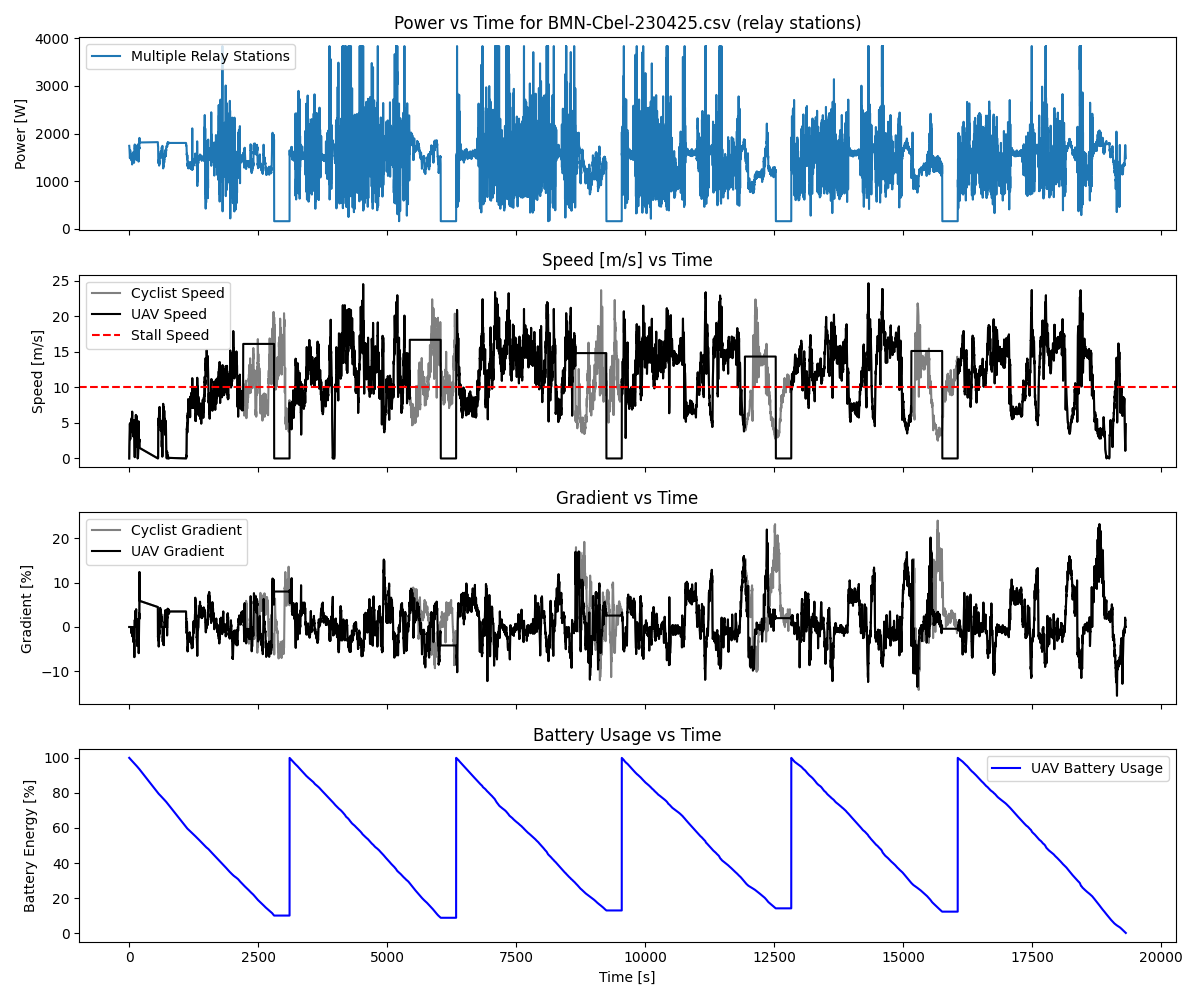 Power vs Time for BMN-Cbel-230425.csv (relay stations)
4000
3000
2000
1000
0
Power [W]
Multiple Relay Stations
Speed [m/s] vs Time
25
20
15
10
5
0
Speed [m/s]
Cyclist Speed
UAV Speed
Stall Speed
Gradient vs Time
20
10
0
−10
Gradient [%]
Cyclist Gradient
UAV Gradient
Battery Usage vs Time
100
80
60
40
20
0
Battery Energy [%]
UAV Battery Usage
0 2500 5000 7500 10000 12500 15000 17500 20000
Time [s]